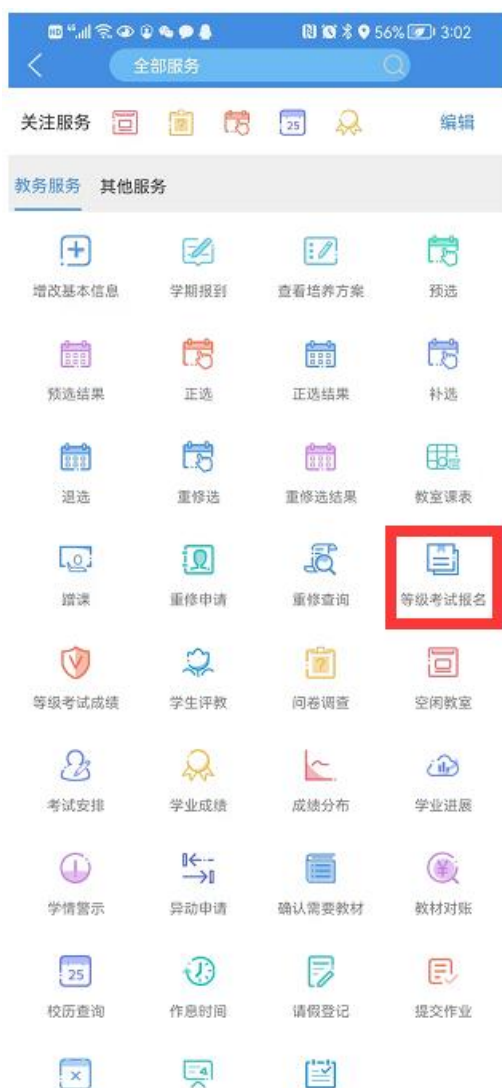 HD 56% 3:02
全部服务
关注服务 25 编辑
教务服务 其他服务
增改基本信息 学期报到 查看培养方案 预选
预选结果 正选 正选结果 补选
退选 重修选 重修选结果 教室课表
蹭课 重修申请 重修查询 等级考试报名
等级考试成绩 学生评教 问卷调查 空闲教室
考试安排 学业成绩 成绩分布 学业进展
学情警示 异动申请 确认需要教材 教材对账
25
校历查询 作息时间 请假登记 提交作业